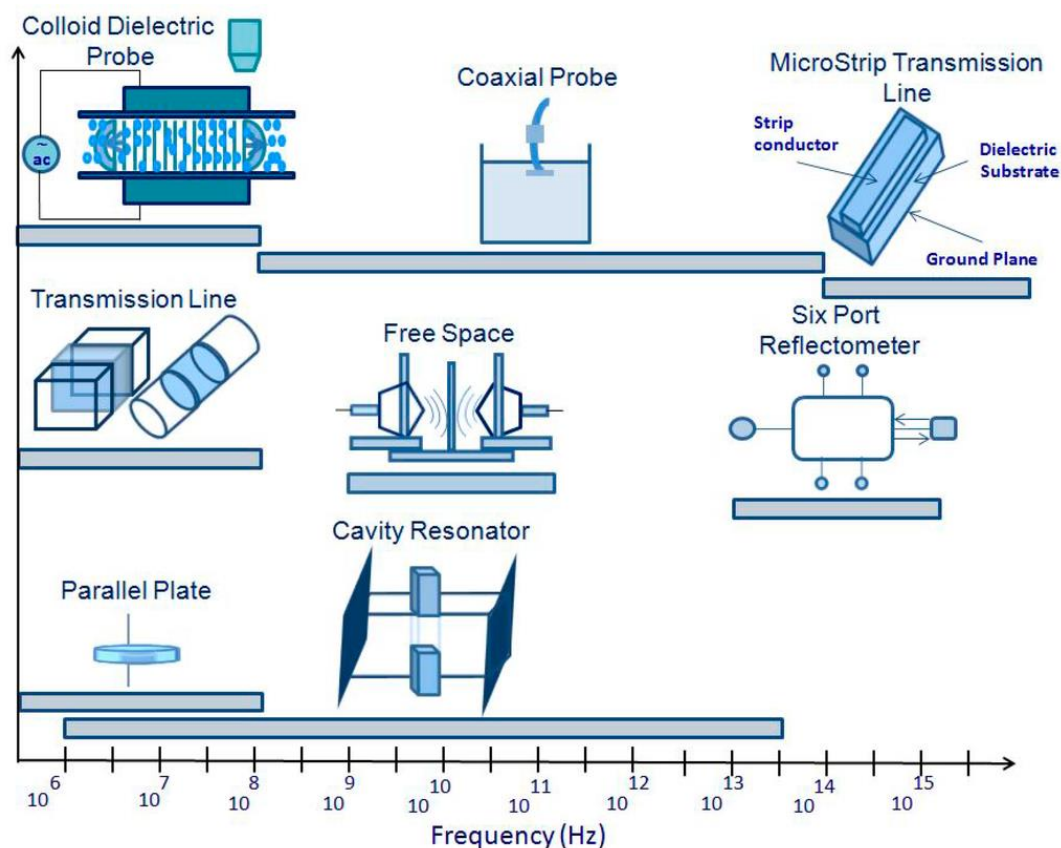 Colloid Dielectric
Probe
~
ac
Coaxial Probe
MicroStrip Transmission
Line
Strip
conductor
Dielectric
Substrate
Ground Plane
Transmission Line
Free Space
Six Port
Reflectometer
Cavity Resonator
Parallel Plate
10^6 10^7 10^8 10^9 10^10 10^11 10^12 10^13 10^14 10^15
Frequency (Hz)